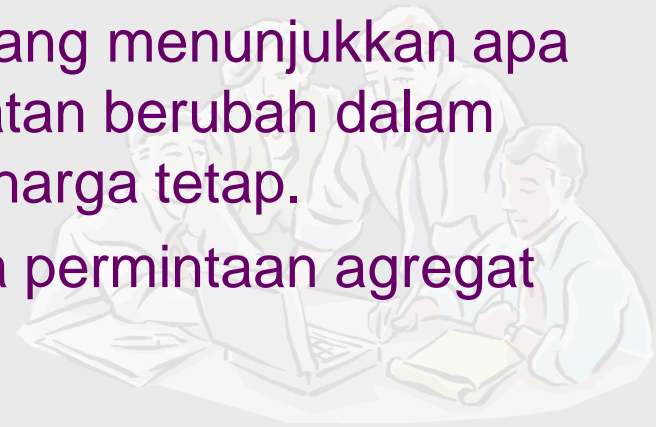 ang menunjukkan apa
atan berubah dalam
harga tetap.
permintaan agregat